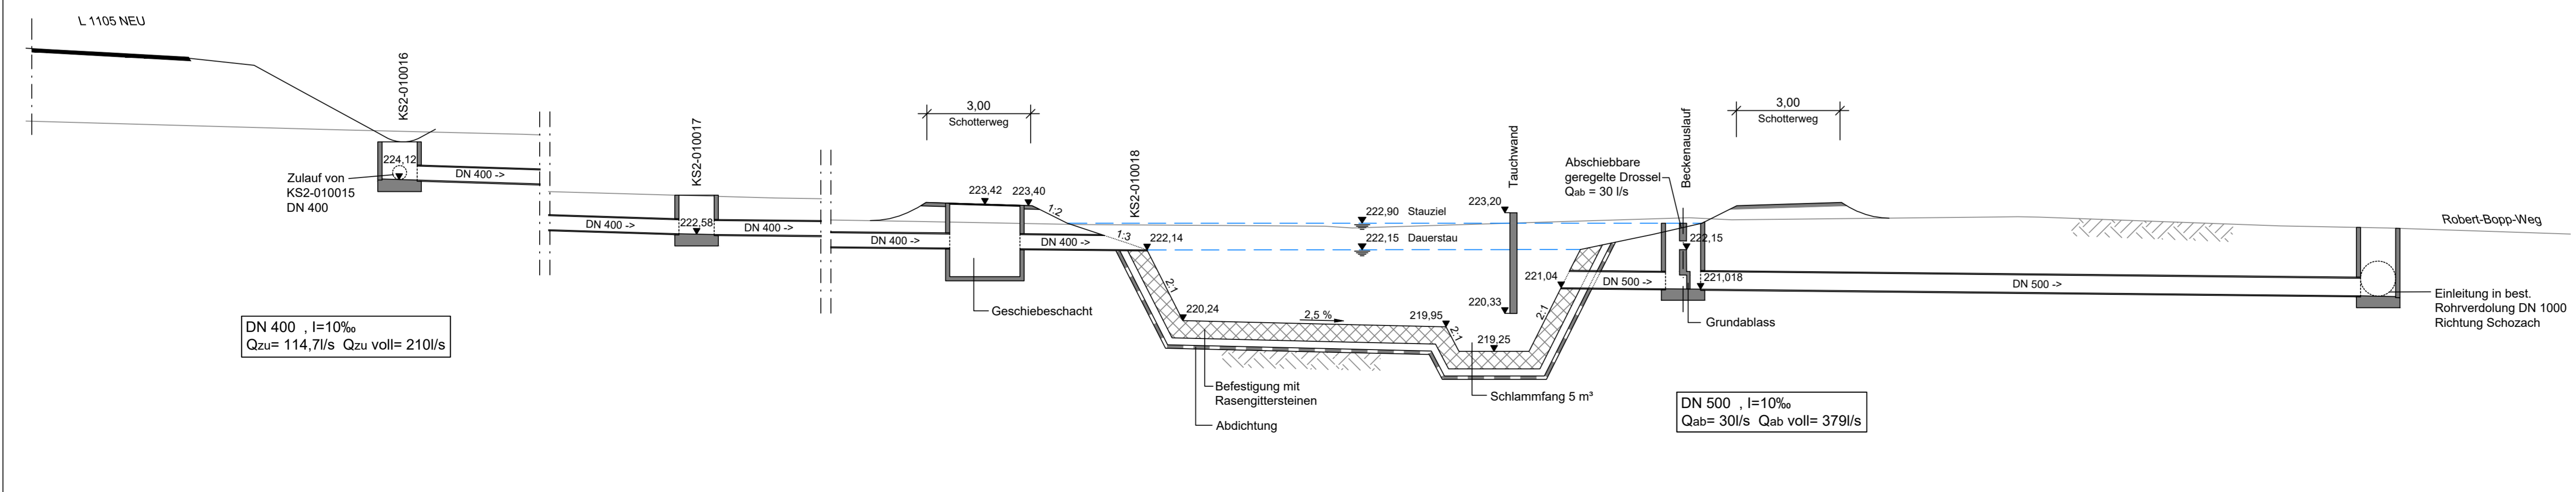 L 1105 NEU
KS2-010016
224,12
Zulauf von
KS2-010015
DN 400
DN 400 ->
DN 400 , I=10‰
Qzu= 114,7l/s Qzu voll= 210l/s
DN 400 ->
KS2-010017
222,58
DN 400 ->
DN 400 ->
3,00
Schotterweg
223,42
223,40
1:2
DN 400 ->
Geschiebeschacht
KS2-010018
1:3
222,14
2:1
220,24
Befestigung mit
Rasengittersteinen
Abdichtung
222,90 Stauziel
222,15 Dauerstau
2,5 %
219,95
2:1
219,25
Schlammfang 5 m³
Tauchwand
223,20
220,33
221,04
2:1
Abschiebbare
geregelte Drossel
Qab = 30 l/s
Beckenauslauf
222,15
DN 500 ->
221,018
Grundablass
3,00
Schotterweg
DN 500 ->
DN 500 , I=10‰
Qab= 30l/s Qab voll= 379l/s
Robert-Bopp-Weg
Einleitung in best.
Rohrverdolung DN 1000
Richtung Schozach